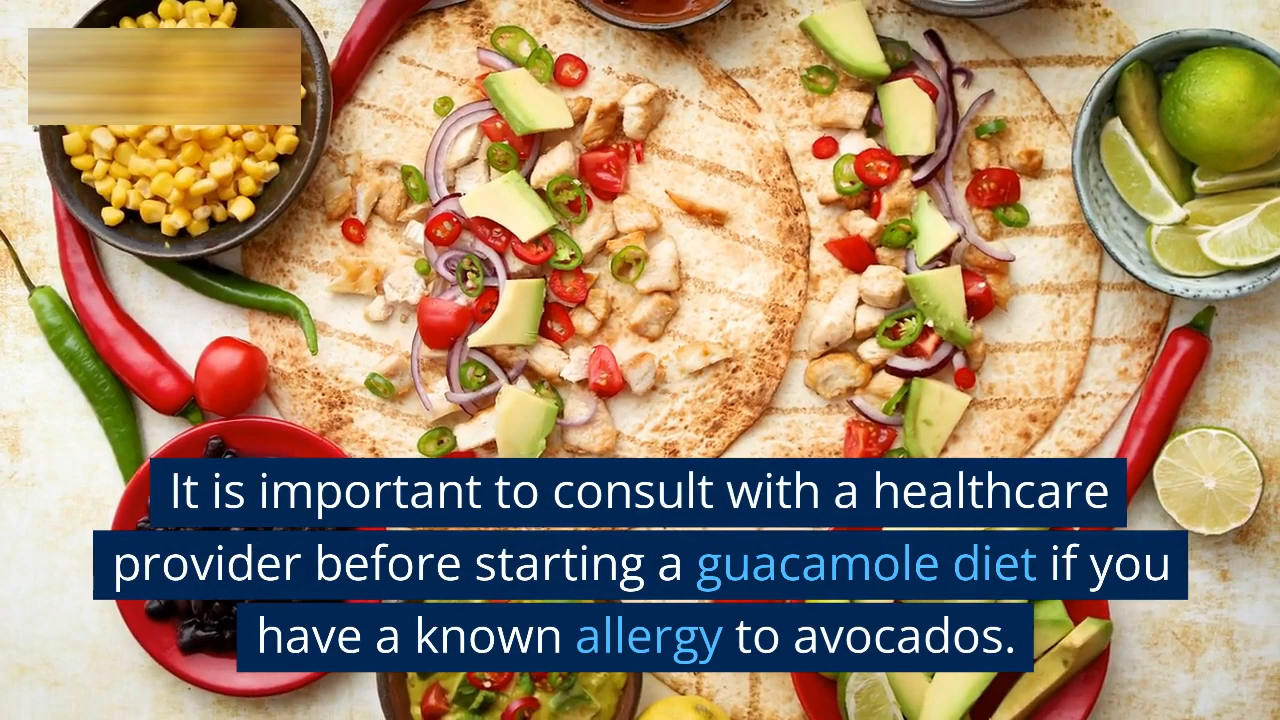 It is important to consult with a healthcare
provider before starting a guacamole diet if you
have a known allergy to avocados.